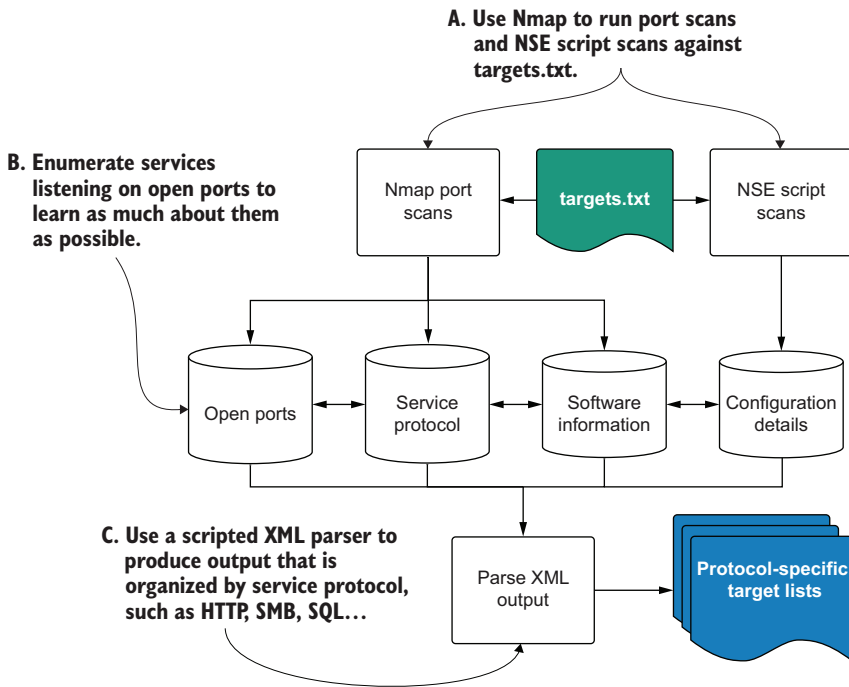 A. Use Nmap to run port scans
and NSE script scans against
targets.txt.
B. Enumerate services
listening on open ports to
learn as much about them
as possible.
Nmap port
scans
targets.txt
NSE script
scans
Open ports
Service
protocol
Software
information
Configuration
details
C. Use a scripted XML parser to
produce output that is
organized by service protocol,
such as HTTP, SMB, SQL…
Parse XML
output
Protocol-specific
target lists